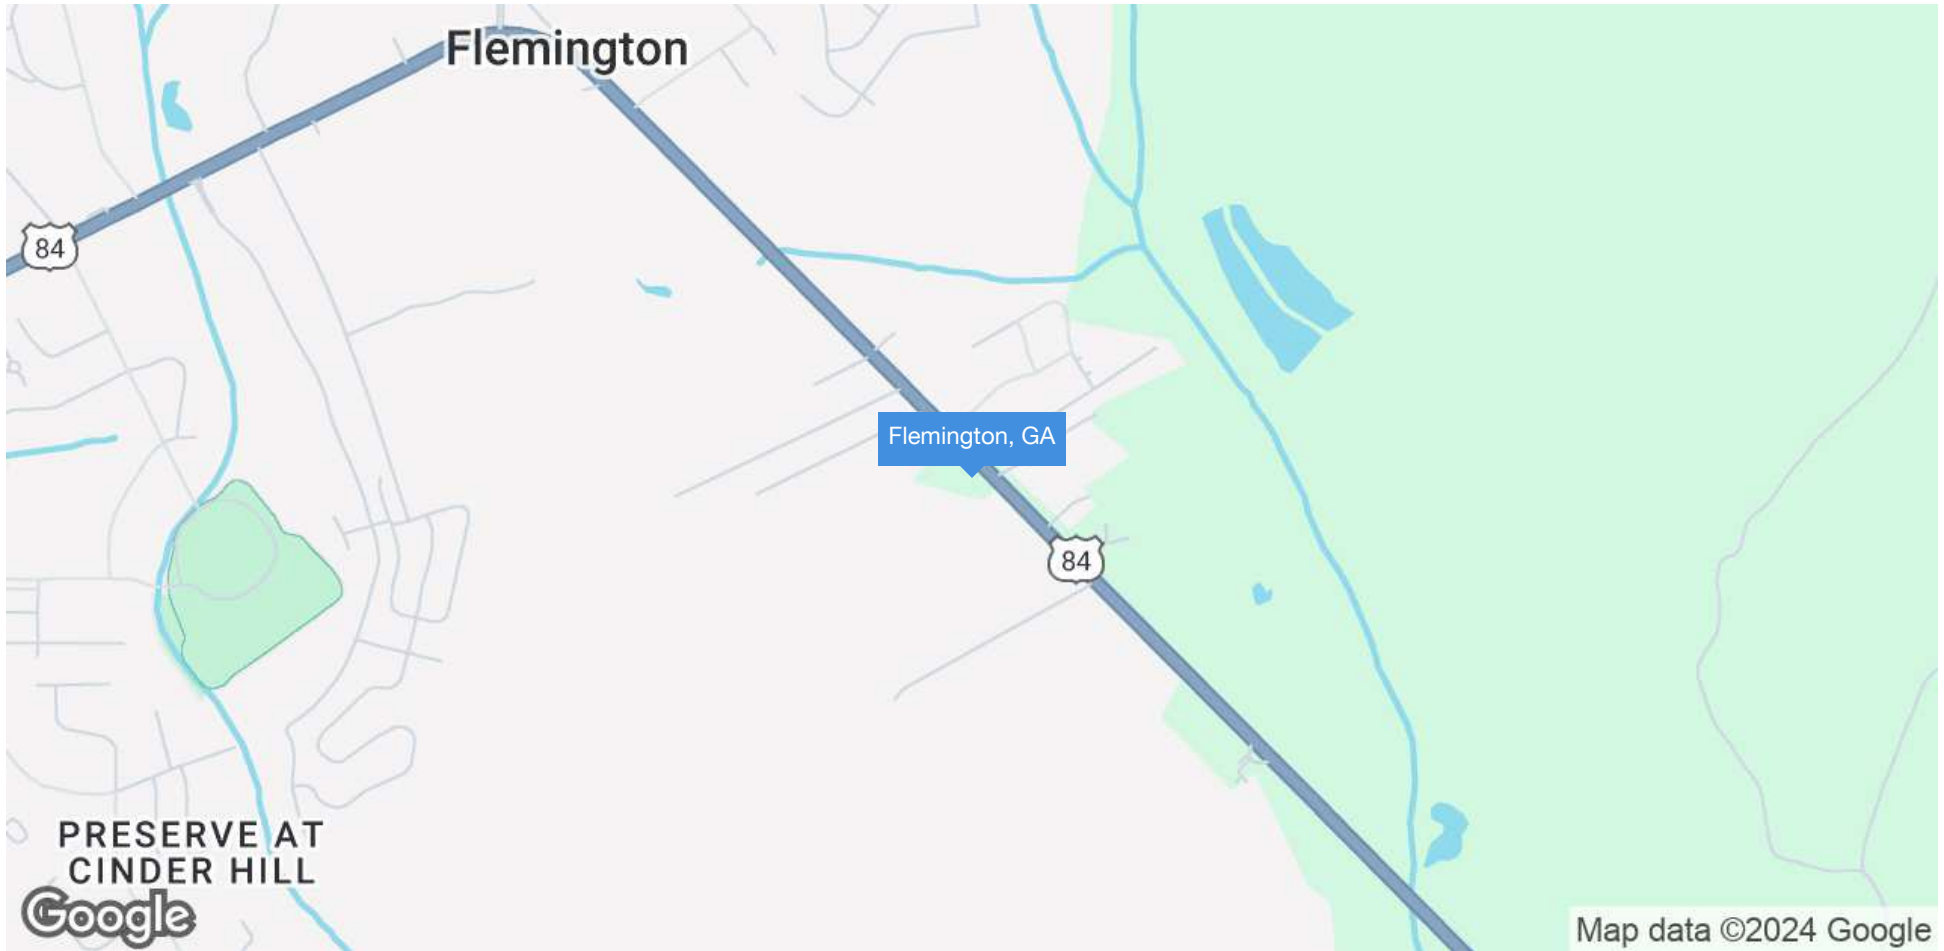 Flemington
84
Flemington, GA
84
PRESERVE AT
CINDER HILL
Google
Map data ©2024 Google